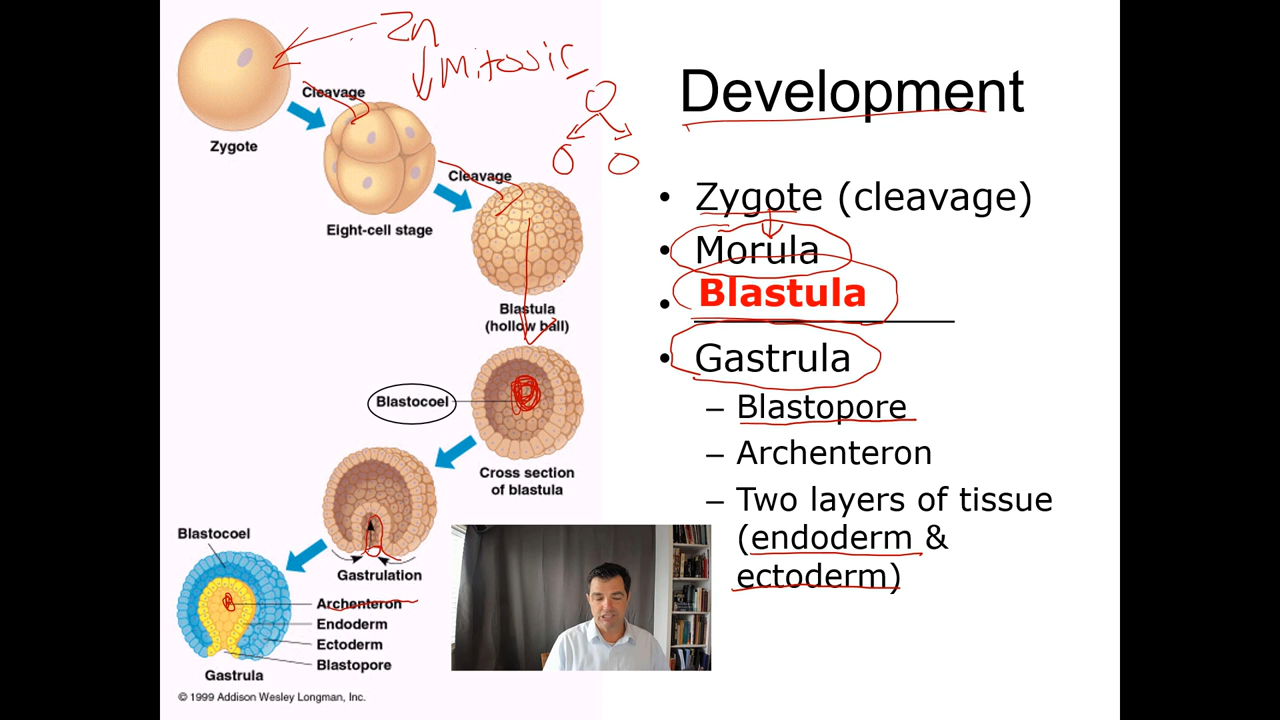 2n
Mitosis
Cleavage
Zygote
Cleavage
Eight-cell stage
Blastula
(hollow ball)
Blastocoel
Cross section
of blastula
Blastocoel
Gastrulation
Archenteron
Endoderm
Ectoderm
Blastopore
Gastrula
© 1999 Addison Wesley Longman, Inc.
Development
• Zygote (cleavage)
• Morula
• Blastula
• Gastrula
– Blastopore
– Archenteron
– Two layers of tissue
(endoderm &
ectoderm)